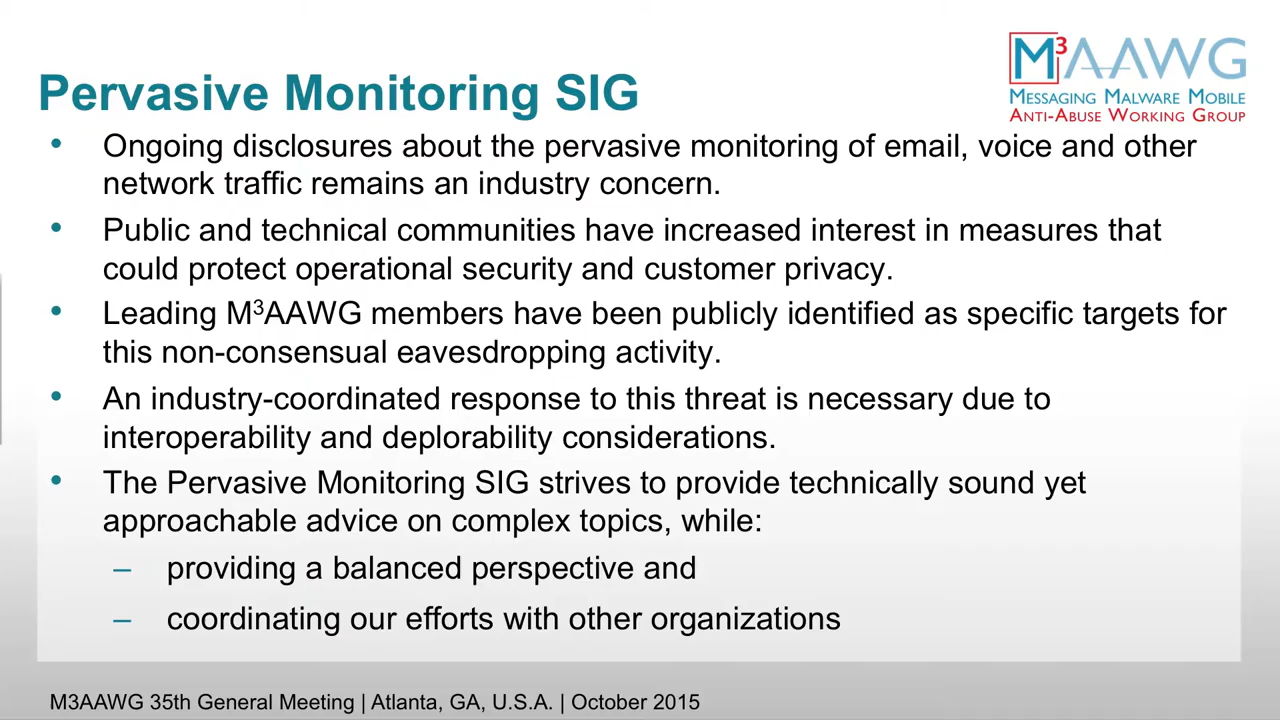 M³AAWG
MESSAGING MALWARE MOBILE
ANTI-ABUSE WORKING GROUP
Pervasive Monitoring SIG
• Ongoing disclosures about the pervasive monitoring of email, voice and other
network traffic remains an industry concern.
• Public and technical communities have increased interest in measures that
could protect operational security and customer privacy.
• Leading M³AAWG members have been publicly identified as specific targets for
this non-consensual eavesdropping activity.
• An industry-coordinated response to this threat is necessary due to
interoperability and deplorability considerations.
• The Pervasive Monitoring SIG strives to provide technically sound yet
approachable advice on complex topics, while:
– providing a balanced perspective and
– coordinating our efforts with other organizations
M3AAWG 35th General Meeting | Atlanta, GA, U.S.A. | October 2015